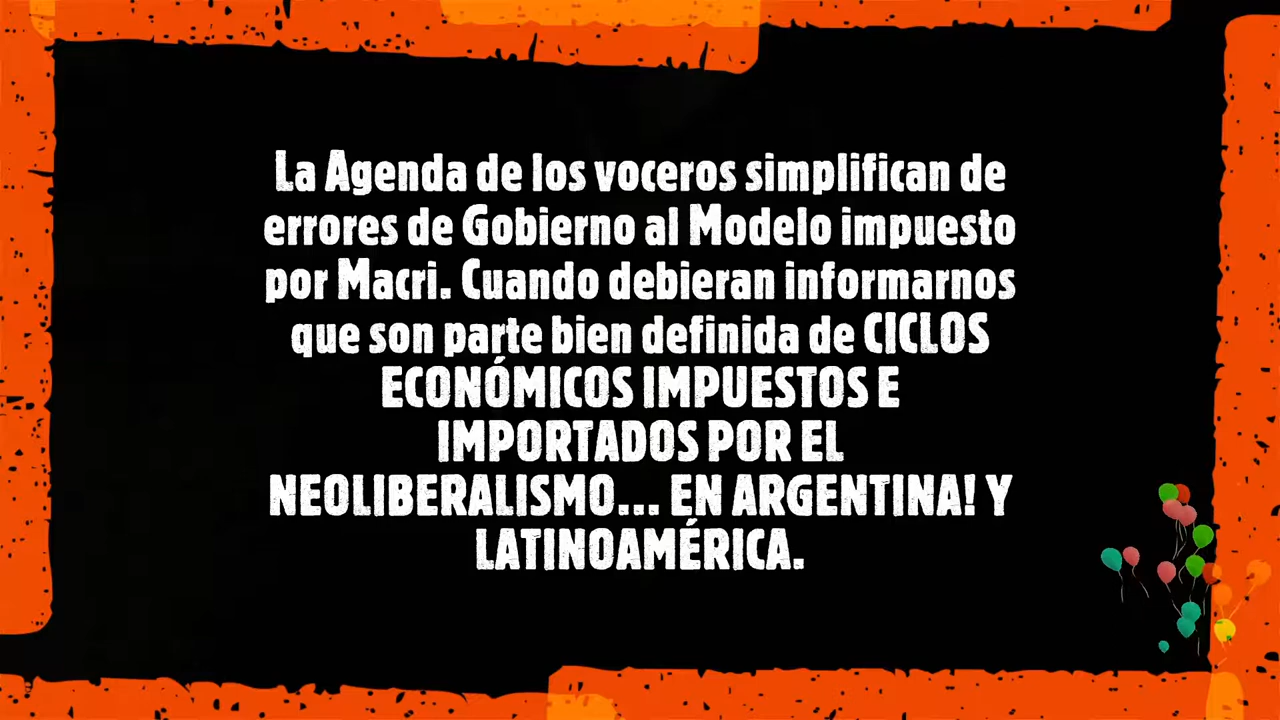 La Agenda de los voceros simplifican de
errores de Gobierno al Modelo impuesto
por Macri. Cuando debieran informarnos
que son parte bien definida de CICLOS
ECONÓMICOS IMPUESTOS E
IMPORTADOS POR EL
NEOLIBERALISMO... EN ARGENTINA! Y
LATINOAMÉRICA.